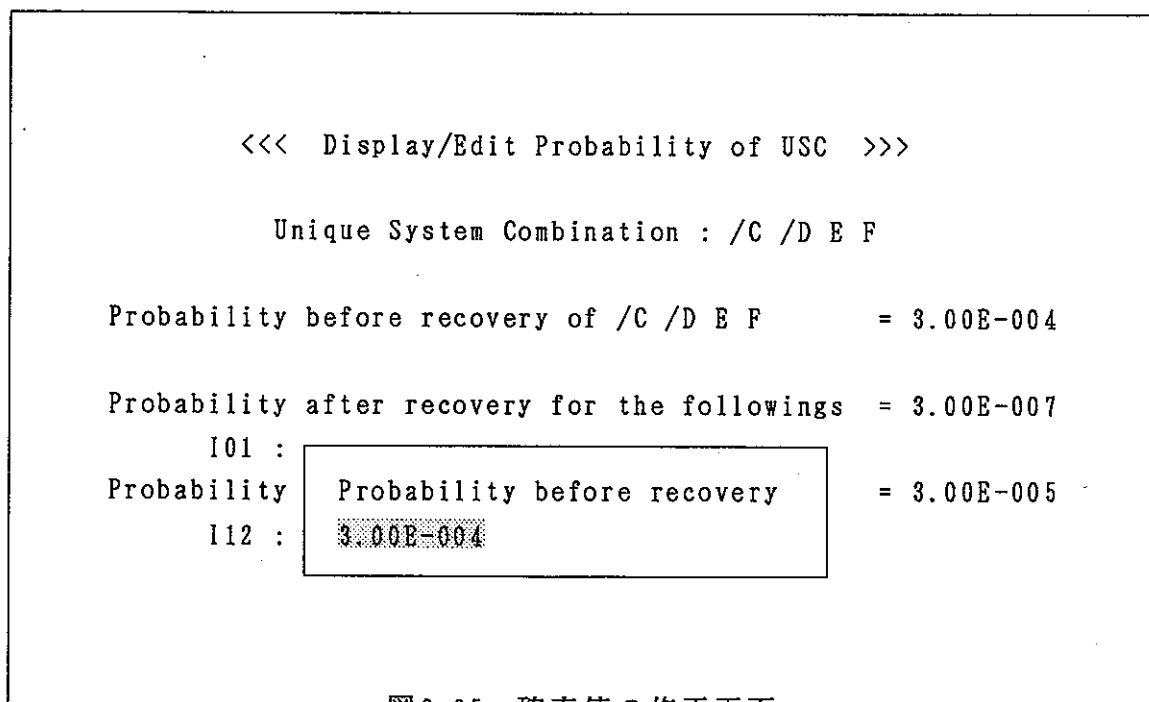 <<< Display/Edit Probability of USC >>>
Unique System Combination : /C /D E F
Probability before recovery of /C /D E F = 3.00E-004
Probability after recovery for the followings = 3.00E-007
I01 :
Probability = 3.00E-005
I12 :
Probability before recovery
3.00E-004